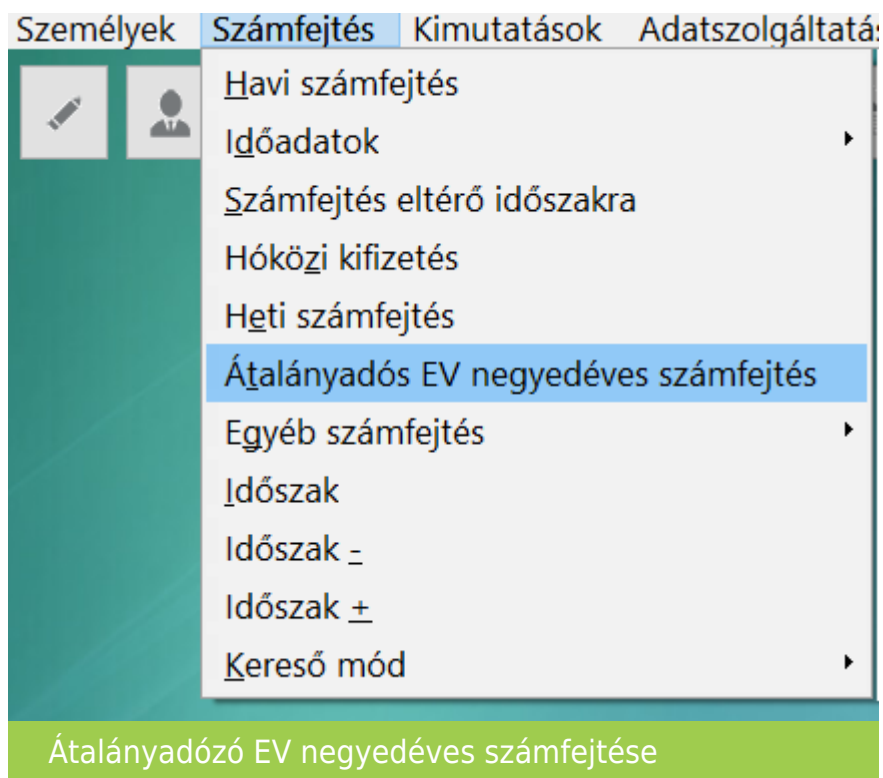 Személyek Számfejtés Kimutatások Adatszolgáltatás
Havi számfejtés
Időadatok
Számfejtés eltérő időszakra
Hóközi kifizetés
Heti számfejtés
Átalányadós EV negyedéves számfejtés
Egyéb számfejtés
Időszak
Időszak -
Időszak +
Kereső mód
Átalányadózó EV negyedéves számfejtése